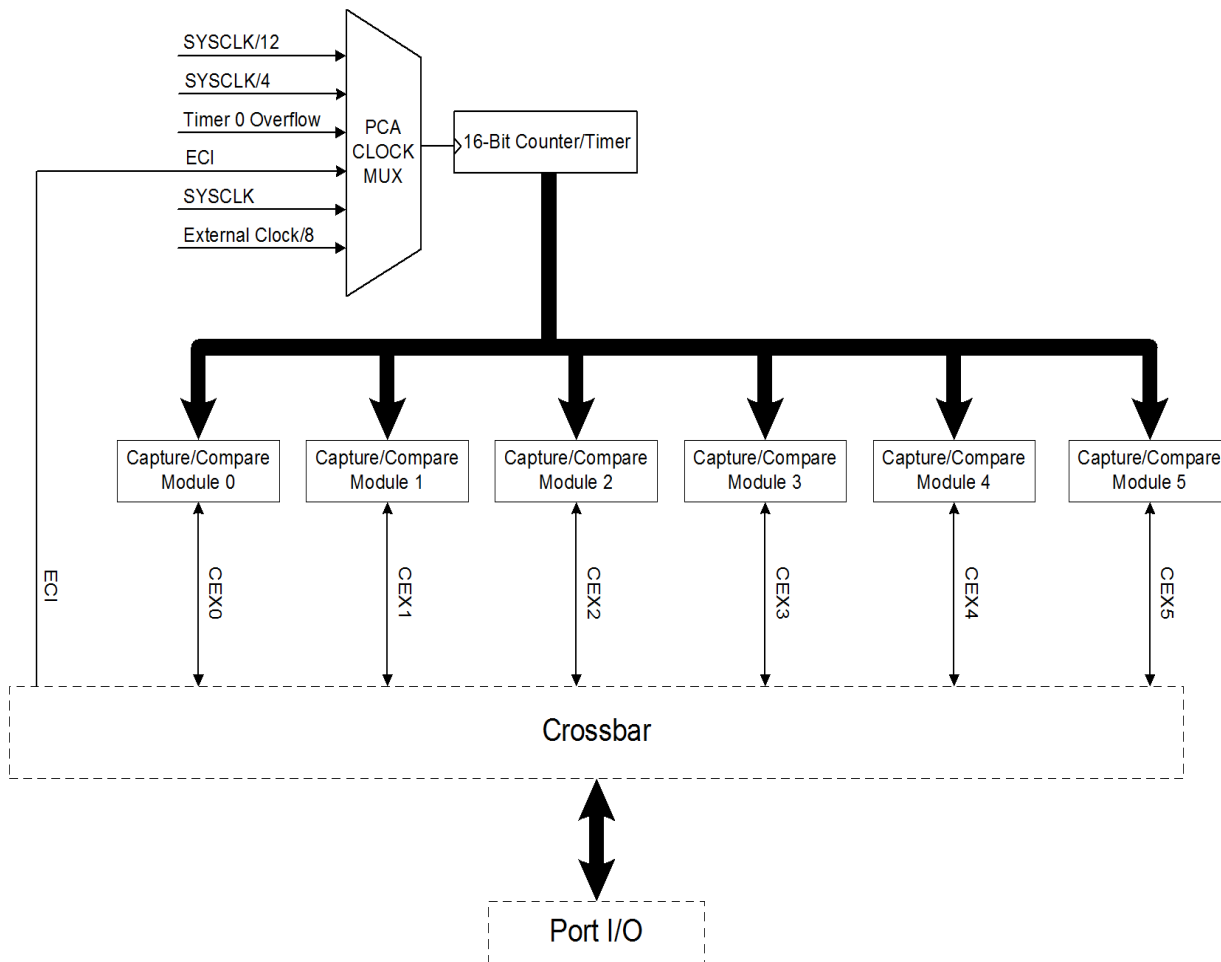 SYSCLK/12
SYSCLK/4
Timer 0 Overflow
ECI
SYSCLK
External Clock/8
PCA
CLOCK
MUX
16-Bit Counter/Timer
Capture/Compare
Module 0
Capture/Compare
Module 1
Capture/Compare
Module 2
Capture/Compare
Module 3
Capture/Compare
Module 4
Capture/Compare
Module 5
ECI
CEX0
CEX1
CEX2
CEX3
CEX4
CEX5
Crossbar
Port I/O